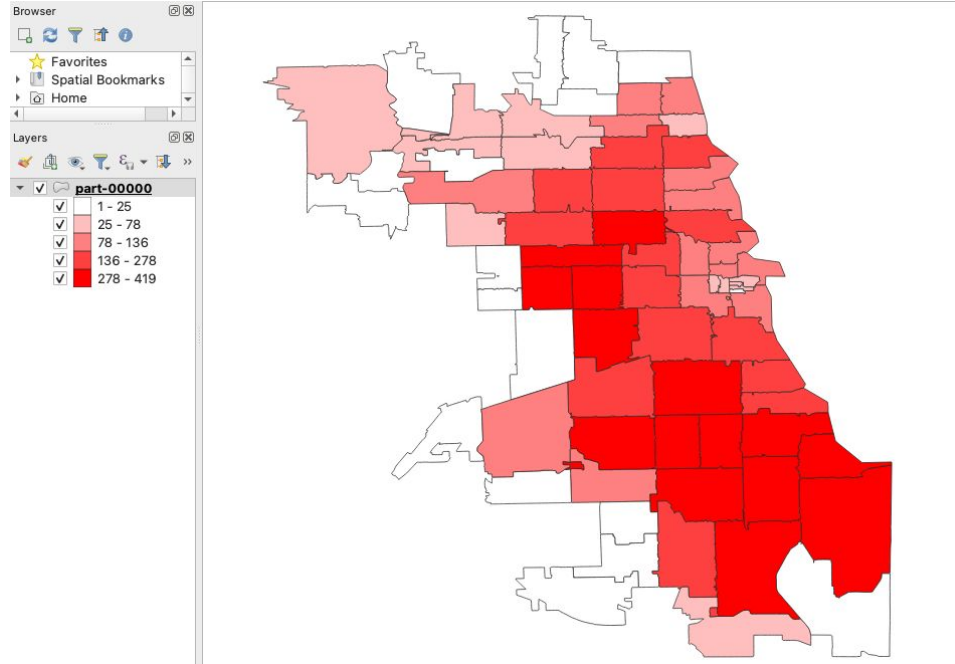 Browser
Favorites
Spatial Bookmarks
Home
Layers
part-00000
1 - 25
25 - 78
78 - 136
136 - 278
278 - 419